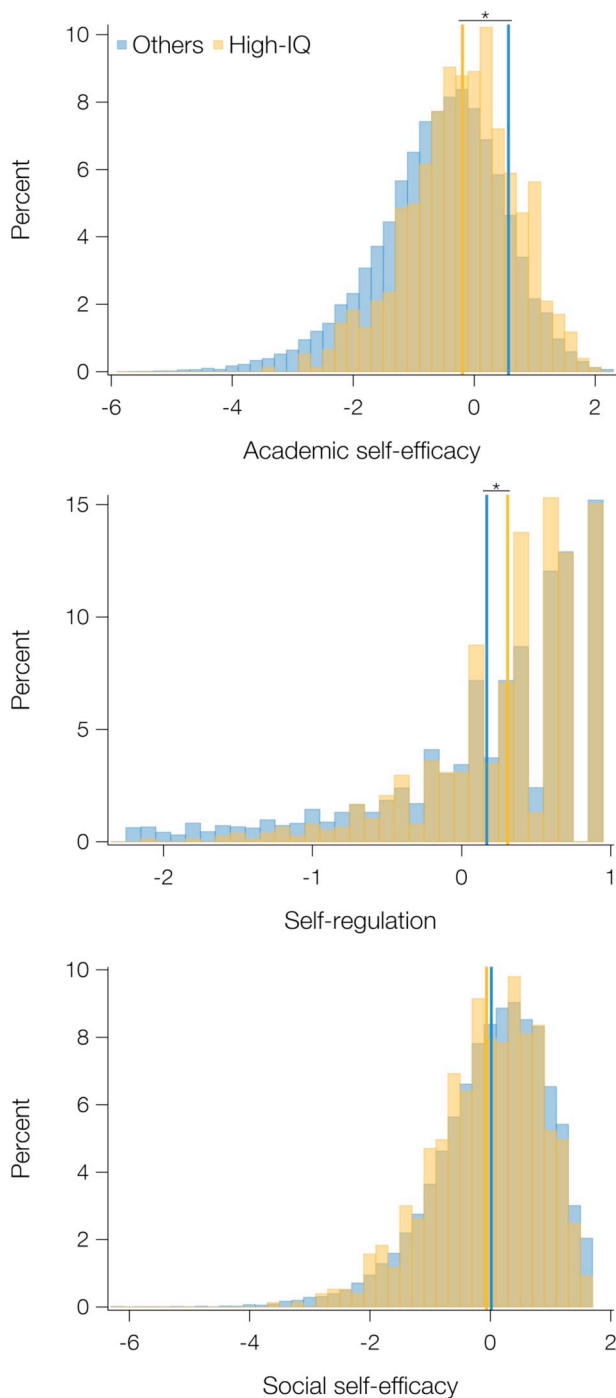 *
Others High-IQ
10
8
6
4
2
0
Percent
-6 -4 -2 0 2
Academic self-efficacy
*
15
10
5
0
Percent
-2 -1 0 1
Self-regulation
10
8
6
4
2
0
Percent
-6 -4 -2 0 2
Social self-efficacy